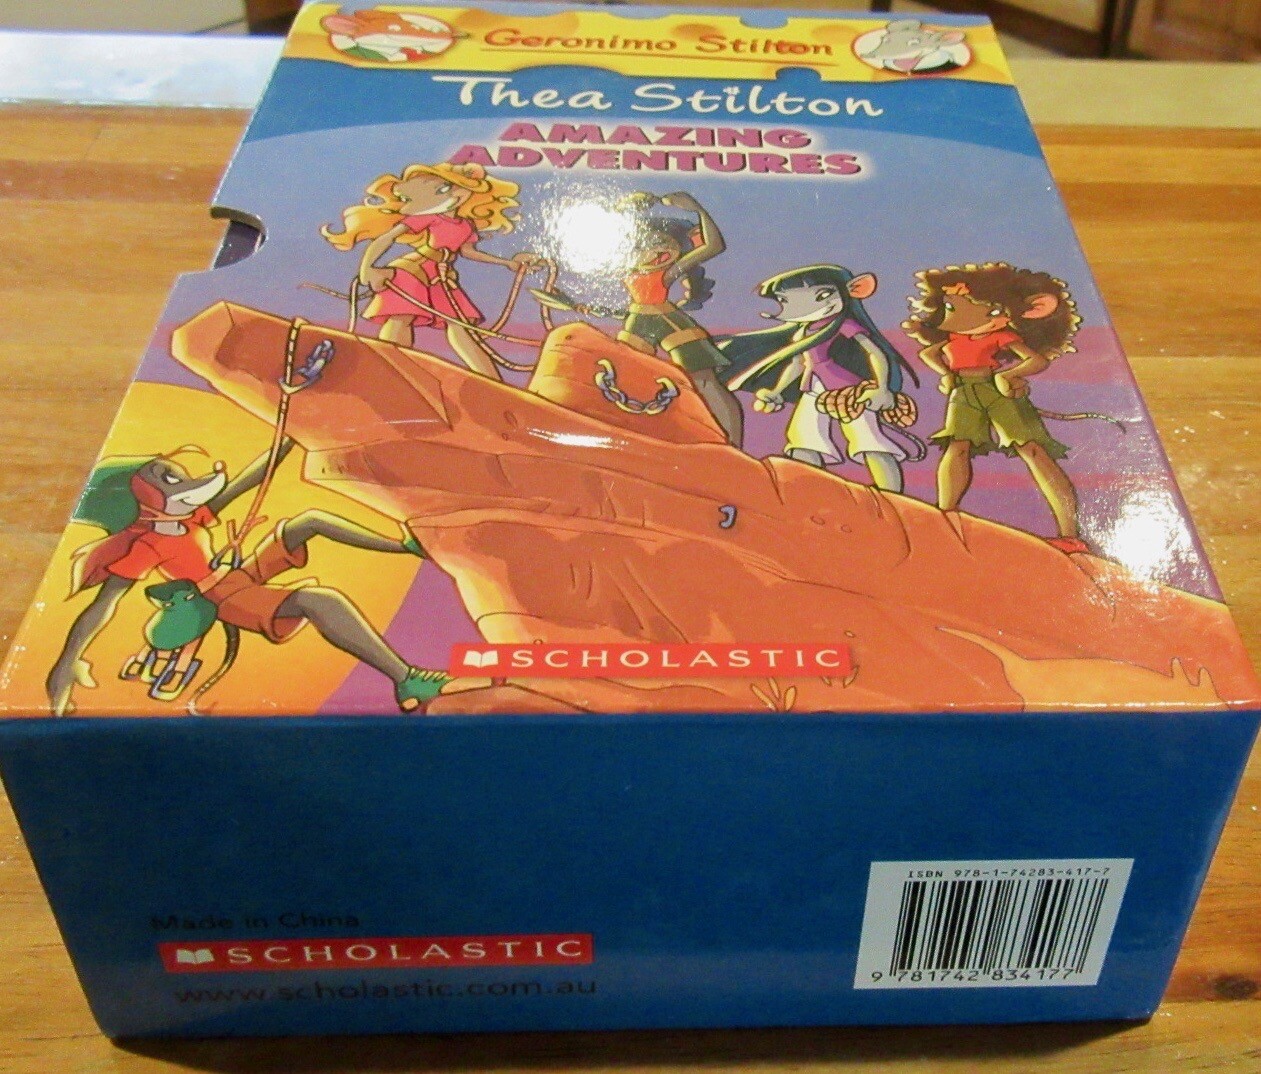 Geronimo Stilton
Thea Stilton
AMAZING
ADVENTURES
SCHOLASTIC
ISBN 978-1-74283-417-7
9 781742 834177
Made in China
SCHOLASTIC
www.scholastic.com.au